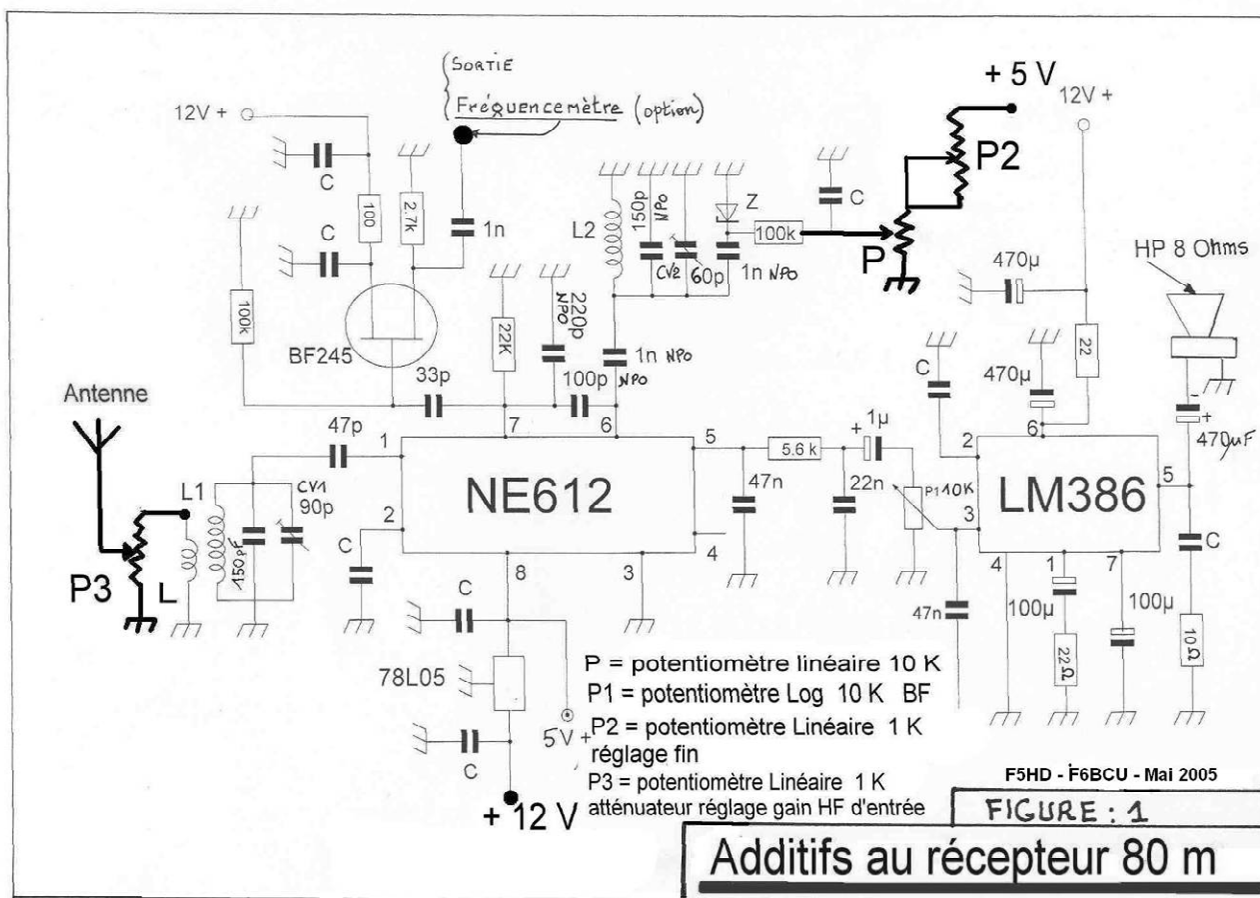 SORTIE
Fréquencemètre (option)
12V +
+ 5 V
12V +
P2
C
100
2.7k
1n
C
C
L2
150p
NPO
CV2
60p
Z
1n NPO
100k
P
470µ
HP 8 Ohms
100k
BF245
33p
22K
220p
NPO
100p
1n NPO
NPO
C
470µ
22
470µF
-
+
Antenne
47p
1
7
6
5
5.6 k
+
1µ
2
6
5
L1
CV1
90p
150pF
NE612
47n
22n
P1 10K
3
LM386
C
P3
L
2
C
8
3
4
47n
4
1
7
100µ
100µ
22Ω
10Ω
C
78L05
C
5V +
+ 12 V
P = potentiomètre linéaire 10 K
P1 = potentiomètre Log 10 K BF
P2 = potentiomètre Linéaire 1 K
réglage fin
P3 = potentiomètre Linéaire 1 K
atténuateur réglage gain HF d'entrée
F5HD - F6BCU - Mai 2005
FIGURE : 1
Additifs au récepteur 80 m